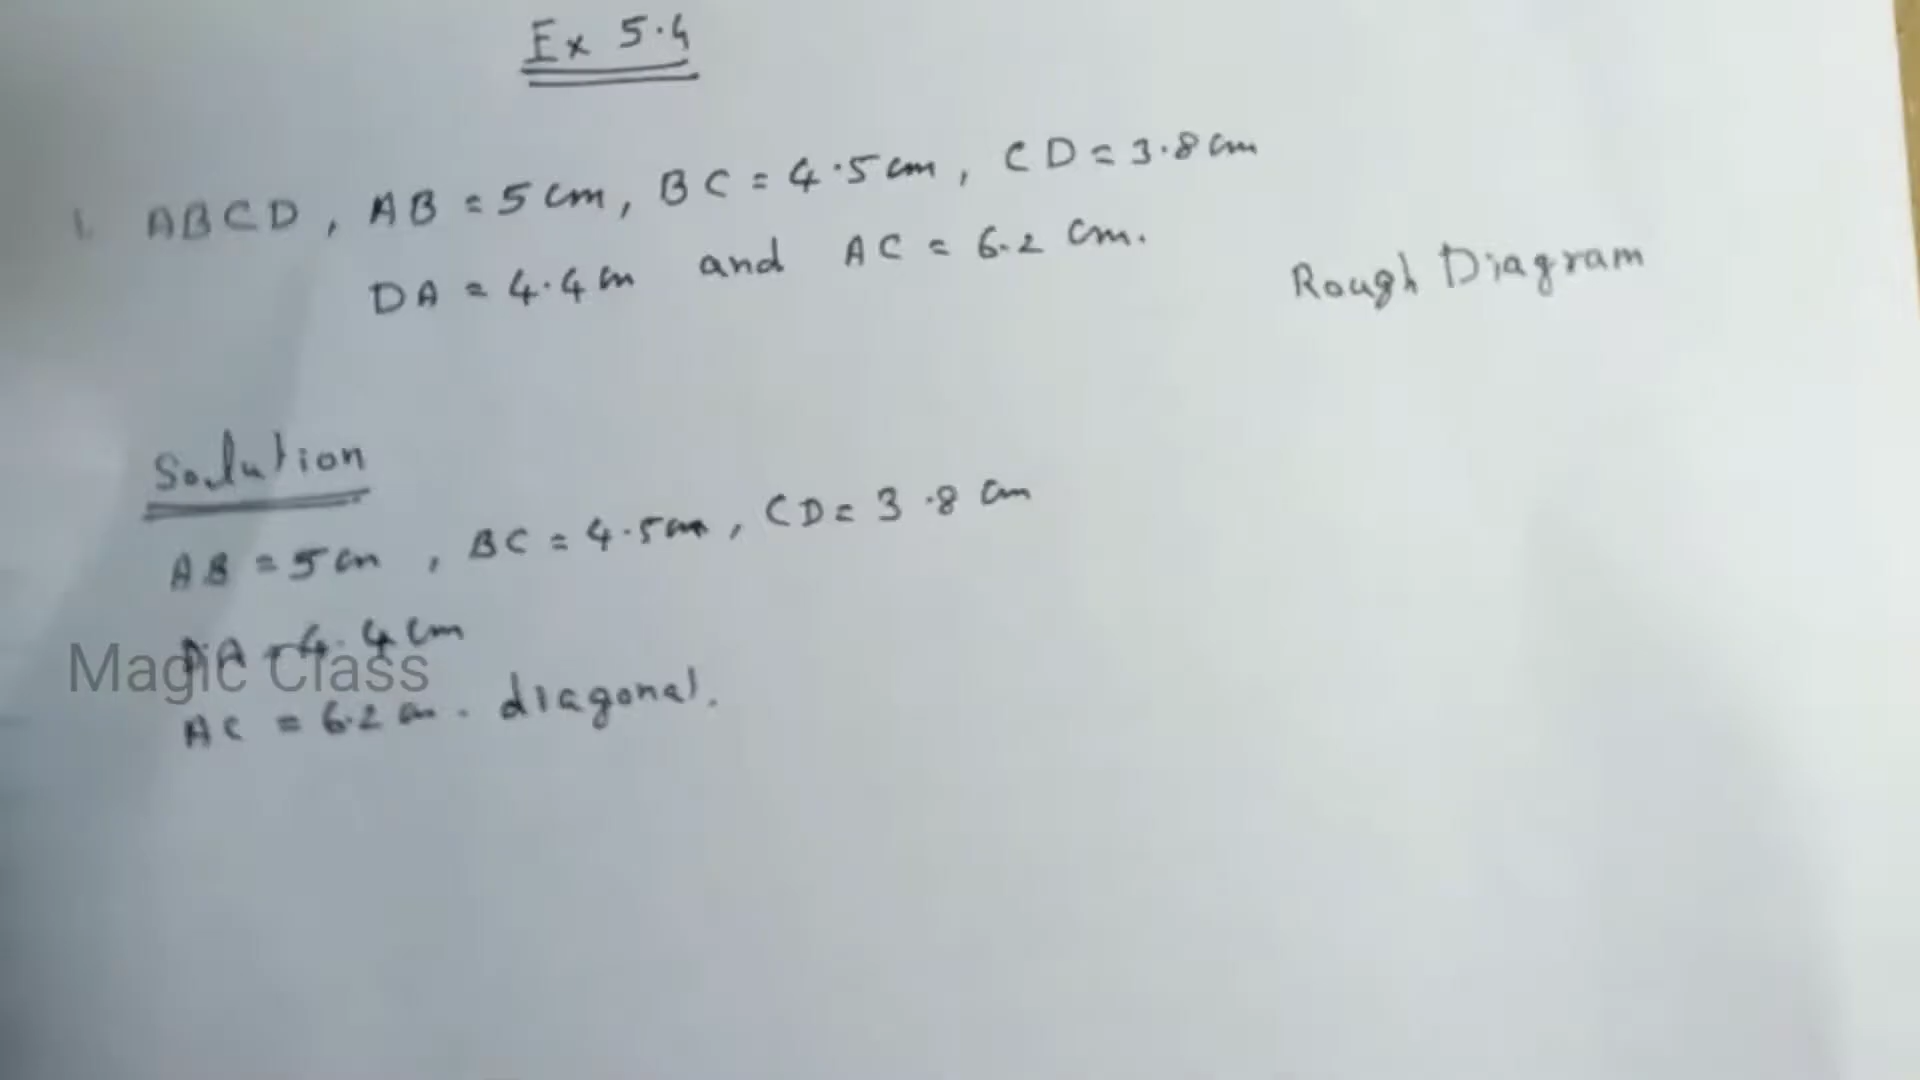 Ex 5.4
1. ABCD, AB = 5 cm, BC = 4.5 cm, CD = 3.8 cm
DA = 4.4 cm and AC = 6.2 cm.
Rough Diagram
Solution
AB = 5 cm, BC = 4.5 cm, CD = 3.8 cm
DA = 4.4 cm
Magic Class
AC = 6.2 cm. diagonal.